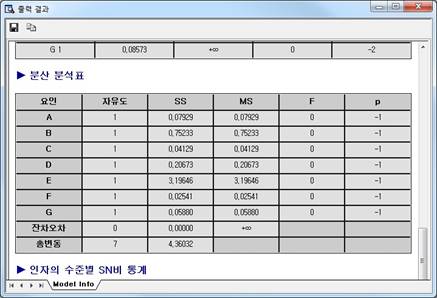 출력 결과
G 1 0,08573 +∞ 0 -2
▶ 분산 분석표
요인 자유도 SS MS F p
A 1 0,07929 0,07929 0 -1
B 1 0,75233 0,75233 0 -1
C 1 0,04129 0,04129 0 -1
D 1 0,20673 0,20673 0 -1
E 1 3,19646 3,19646 0 -1
F 1 0,02541 0,02541 0 -1
G 1 0,05880 0,05880 0 -1
잔차오차 0 0,00000 +∞
총변동 7 4,36032
▶ 인자의 수준별 SN비 통계
Model Info